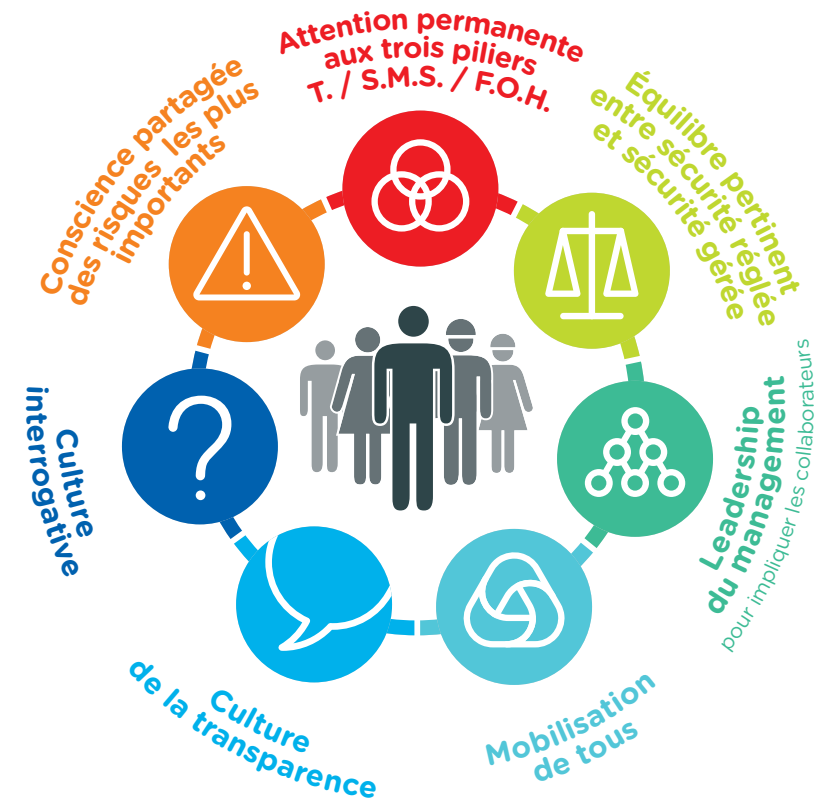 Attention permanente
aux trois piliers
T. / S.M.S. / F.O.H.
Équilibre pertinent
entre sécurité réglée
et sécurité gérée
Leadership
du management
pour impliquer les collaborateurs
Mobilisation
de tous
Culture
de la transparence
Culture
interrogative
Conscience partagée
des risques les plus
importants